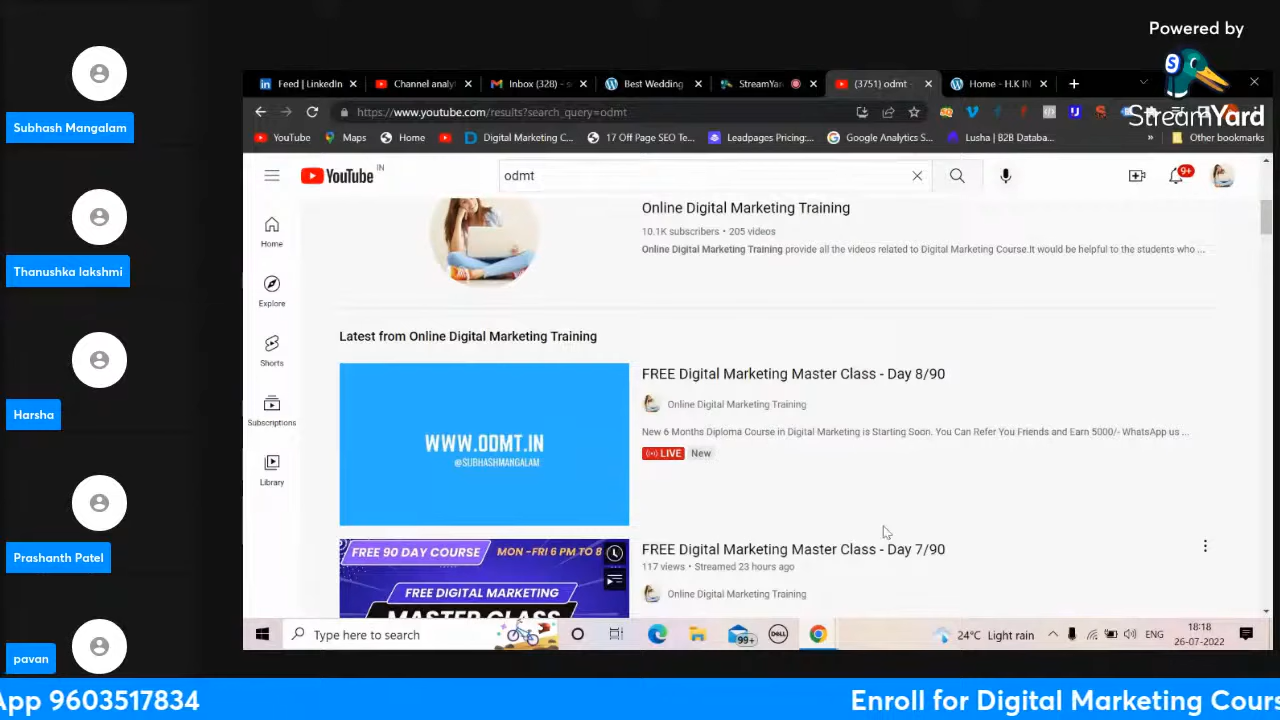 Powered by
StreamYard
Subhash Mangalam
Thanushka lakshmi
Harsha
Prashanth Patel
pavan
Feed | LinkedIn
Channel analy
Inbox (328) - s
Best Wedding
StreamYar
(3751) odmt
Home - H.K IN
https://www.youtube.com/results?search_query=odmt
YouTube
Maps
Home
Digital Marketing C...
17 Off Page SEO Te...
Leadpages Pricing:...
Google Analytics S...
Lusha | B2B Databa...
» Other bookmarks
YouTube IN
odmt
9+
Home
Explore
Shorts
Subscriptions
Library
Online Digital Marketing Training
10.1K subscribers • 205 videos
Online Digital Marketing Training provide all the videos related to Digital Marketing Course.It would be helpful to the students who ...
Latest from Online Digital Marketing Training
WWW.ODMT.IN
@SUBHASHMANGALAM
FREE Digital Marketing Master Class - Day 8/90
Online Digital Marketing Training
New 6 Months Diploma Course in Digital Marketing is Starting Soon. You Can Refer You Friends and Earn 5000/- WhatsApp us ...
LIVE New
FREE 90 DAY COURSE MON -FRI 6 PM TO 8
FREE DIGITAL MARKETING
MASTER CLASS
FREE Digital Marketing Master Class - Day 7/90
117 views • Streamed 23 hours ago
Online Digital Marketing Training
Type here to search
99+
DELL
24°C Light rain
ENG
18:18
26-07-2022
App 9603517834
Enroll for Digital Marketing Cours